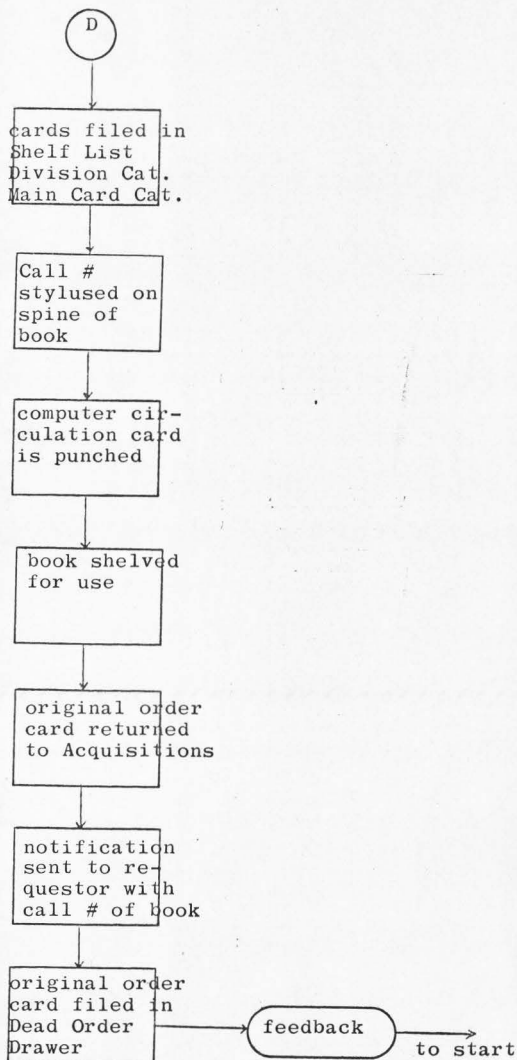 D
cards filed in
Shelf List
Division Cat.
Main Card Cat.
Call #
stylused on
spine of
book
computer cir-
culation card
is punched
book shelved
for use
original order
card returned
to Acquisitions
notification
sent to re-
questor with
call # of book
original order
card filed in
Dead Order
Drawer
feedback
to start